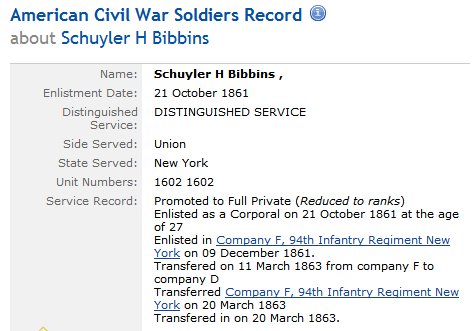 American Civil War Soldiers Record i
about Schuyler H Bibbins
Name: Schuyler H Bibbins ,
Enlistment Date: 21 October 1861
Distinguished Service: DISTINGUISHED SERVICE
Side Served: Union
State Served: New York
Unit Numbers: 1602 1602
Service Record: Promoted to Full Private (Reduced to ranks)
Enlisted as a Corporal on 21 October 1861 at the age
of 27
Enlisted in Company F, 94th Infantry Regiment New
York on 09 December 1861.
Transfered on 11 March 1863 from company F to
company D
Transferred Company F, 94th Infantry Regiment New
York on 20 March 1863
Transferred in on 20 March 1863.